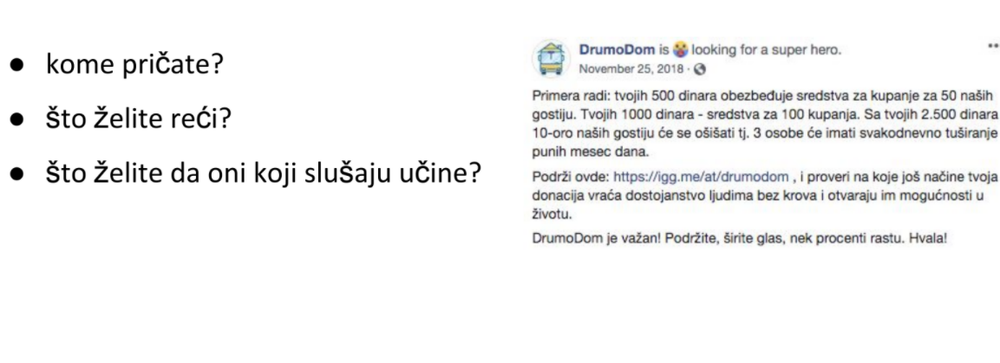 ● kome pričate?
● što želite reći?
● što želite da oni koji slušaju učine?
DrumoDom is 😲 looking for a super hero.
November 25, 2018 ·
Primera radi: tvojih 500 dinara obezbeđuje sredstva za kupanje za 50 naših
gostiju. Tvojih 1000 dinara - sredstva za 100 kupanja. Sa tvojih 2.500 dinara
10-oro naših gostiju će se ošišati tj. 3 osobe će imati svakodnevno tuširanje
punih mesec dana.
Podrži ovde: https://igg.me/at/drumodom , i proveri na koje još načine tvoja
donacija vraća dostojanstvo ljudima bez krova i otvaraju im mogućnosti u
životu.
DrumoDom je važan! Podržite, širite glas, nek procenti rastu. Hvala!